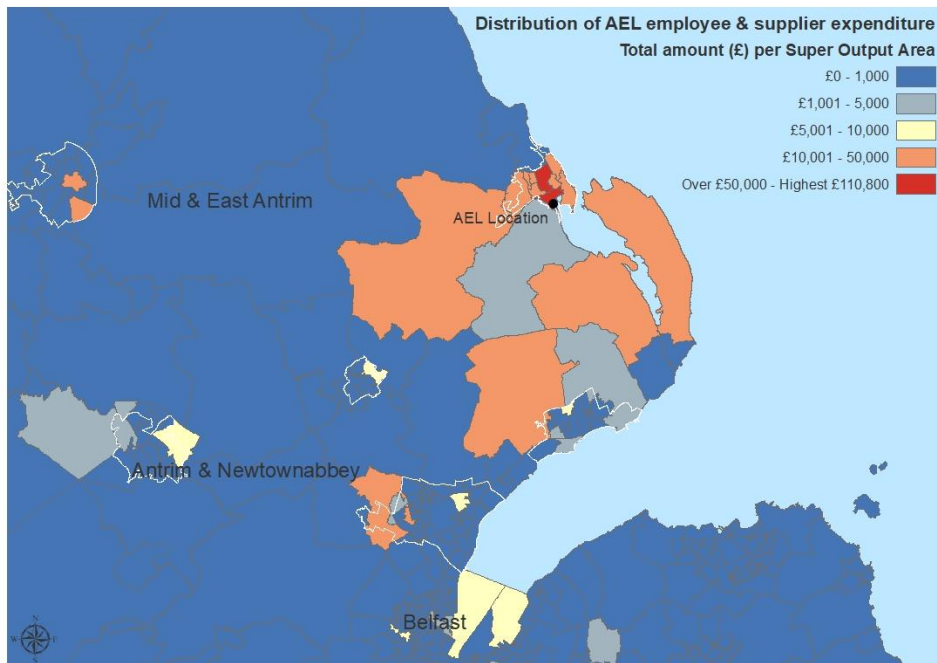 Distribution of AEL employee & supplier expenditure
Total amount (£) per Super Output Area
£0 - 1,000
£1,001 - 5,000
£5,001 - 10,000
£10,001 - 50,000
Over £50,000 - Highest £110,800
Mid & East Antrim
AEL Location
Antrim & Newtownabbey
Belfast
N
W E
S